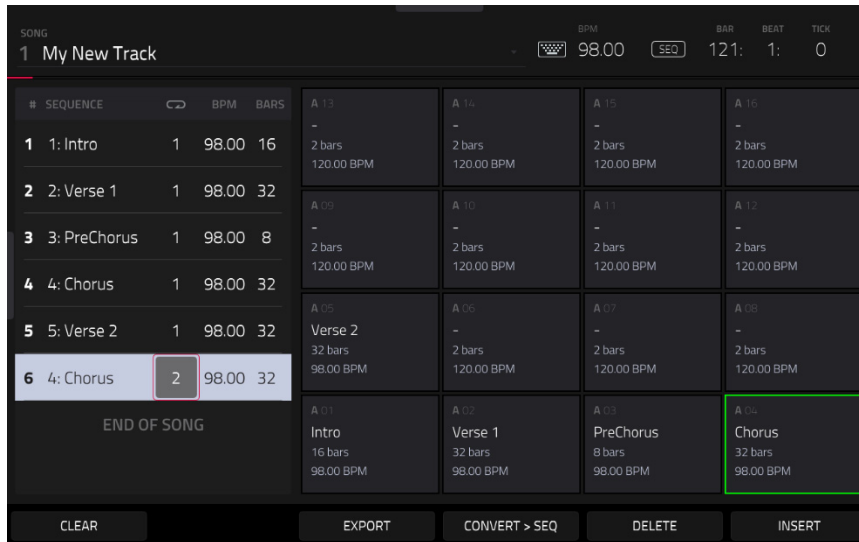 SONG BPM BAR BEAT TICK
1 My New Track 98.00 SEQ 121: 1: 0
# SEQUENCE BPM BARS
1 1: Intro 1 98.00 16
2 2: Verse 1 1 98.00 32
3 3: PreChorus 1 98.00 8
4 4: Chorus 1 98.00 32
5 5: Verse 2 1 98.00 32
6 4: Chorus 2 98.00 32
END OF SONG
A 13 A 14 A 15 A 16
- - - -
2 bars 2 bars 2 bars 2 bars
120.00 BPM 120.00 BPM 120.00 BPM 120.00 BPM
A 09 A 10 A 11 A 12
- - - -
2 bars 2 bars 2 bars 2 bars
120.00 BPM 120.00 BPM 120.00 BPM 120.00 BPM
A 05 A 06 A 07 A 08
Verse 2 - - -
32 bars 2 bars 2 bars 2 bars
98.00 BPM 120.00 BPM 120.00 BPM 120.00 BPM
A 01 A 02 A 03 A 04
Intro Verse 1 PreChorus Chorus
16 bars 32 bars 8 bars 32 bars
98.00 BPM 98.00 BPM 98.00 BPM 98.00 BPM
CLEAR EXPORT CONVERT > SEQ DELETE INSERT